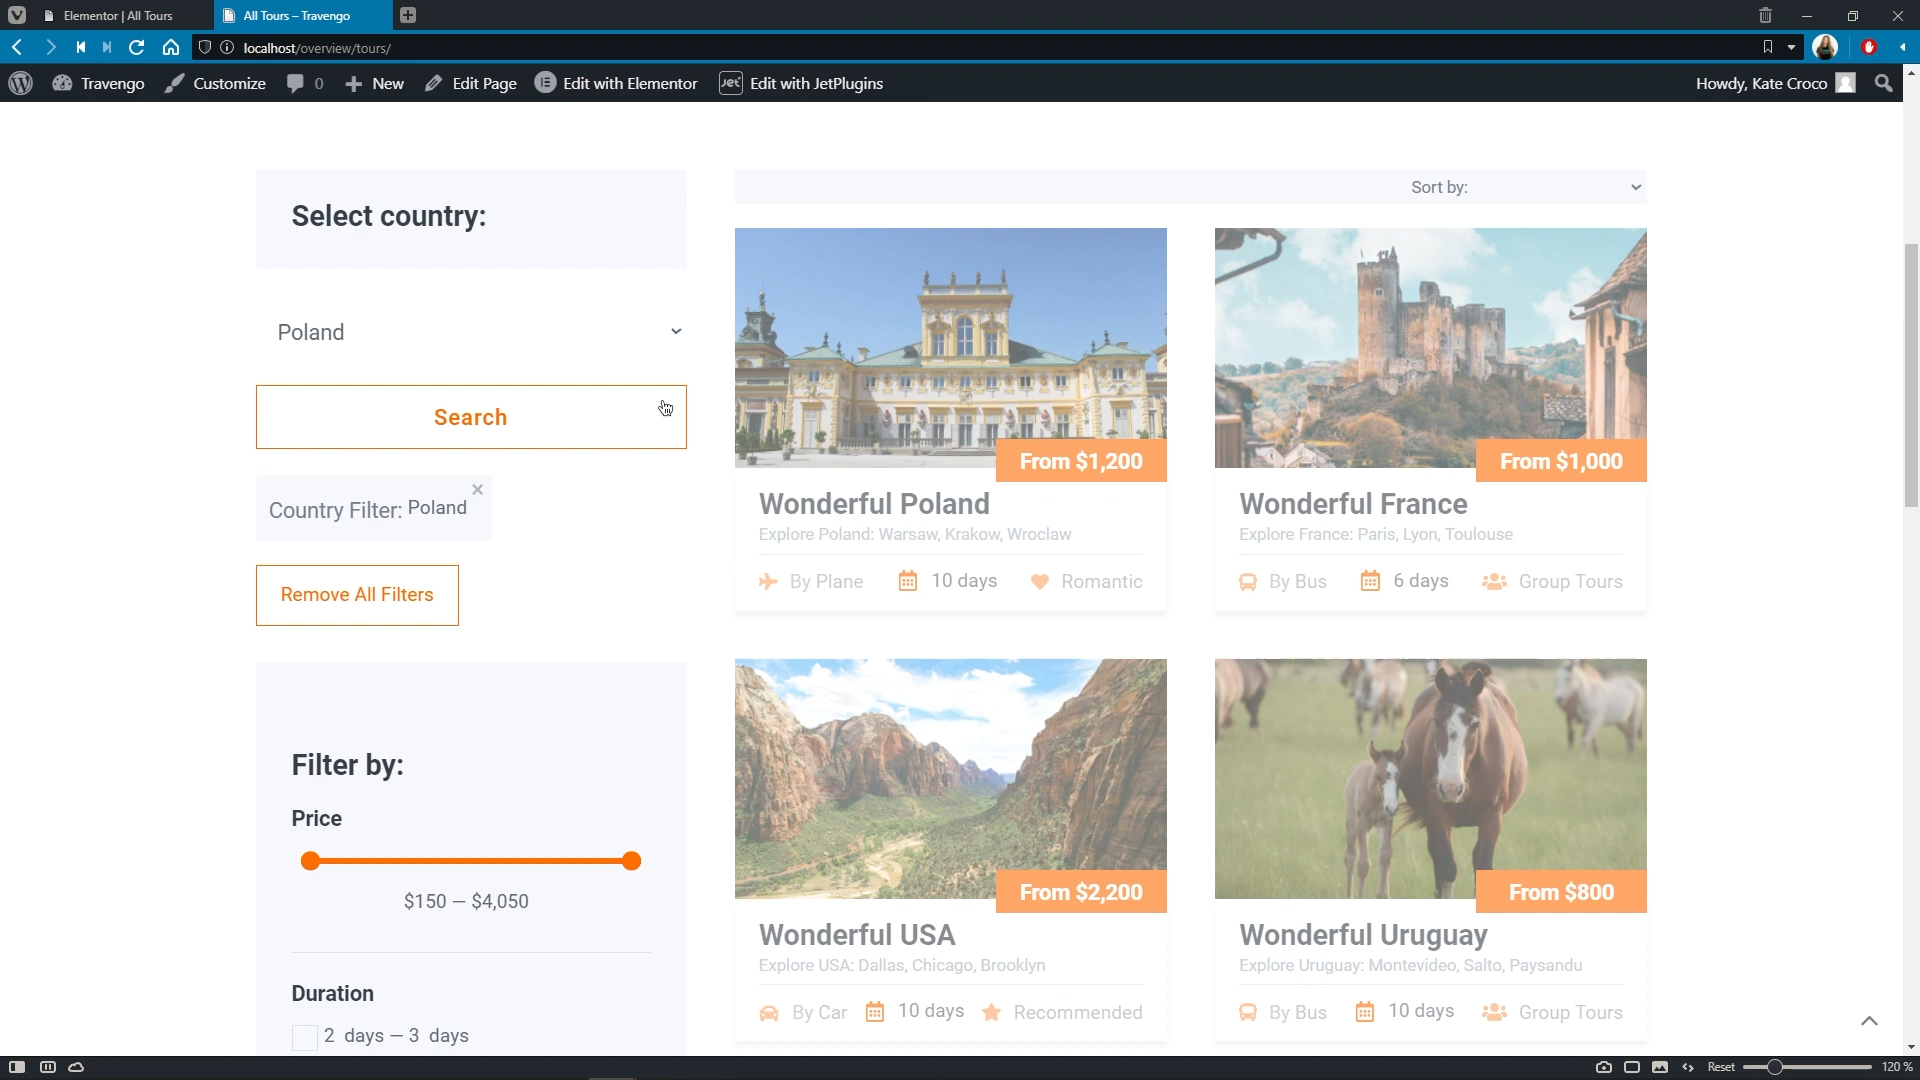 Elementor | All Tours
All Tours – Travengo
localhost/overview/tours/
Travengo
Customize
0
New
Edit Page
Edit with Elementor
Jet
Edit with JetPlugins
Howdy, Kate Croco
Select country:
Poland
Search
Country Filter: Poland
Remove All Filters
Filter by:
Price
$150 — $4,050
Duration
2 days — 3 days
Sort by:
From $1,200
Wonderful Poland
Explore Poland: Warsaw, Krakow, Wroclaw
By Plane
10 days
Romantic
From $1,000
Wonderful France
Explore France: Paris, Lyon, Toulouse
By Bus
6 days
Group Tours
From $2,200
Wonderful USA
Explore USA: Dallas, Chicago, Brooklyn
By Car
10 days
Recommended
From $800
Wonderful Uruguay
Explore Uruguay: Montevideo, Salto, Paysandu
By Bus
10 days
Group Tours
Reset
120 %